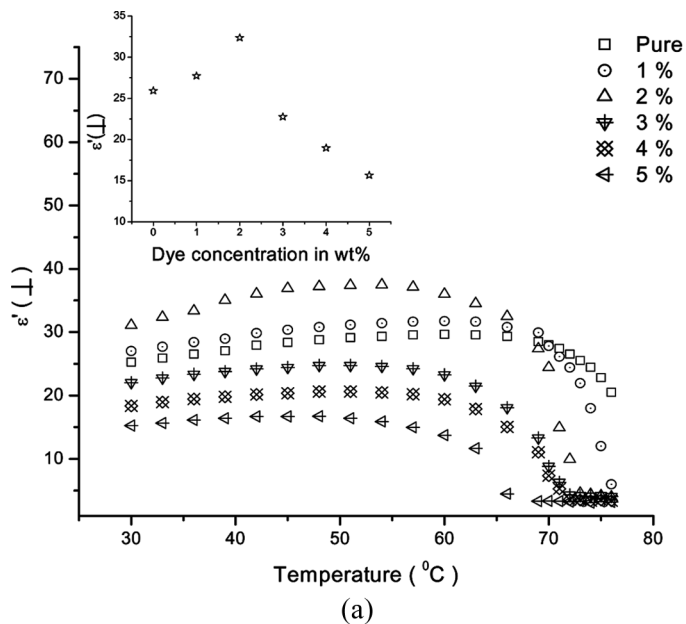 35
30
25
20
15
10
ε'(⊥)
0 1 2 3 4 5
Dye concentration in wt%
Pure
1 %
2 %
3 %
4 %
5 %
70
60
50
40
30
20
10
ε' (⊥)
30 40 50 60 70 80
Temperature ( ⁰C)
(a)